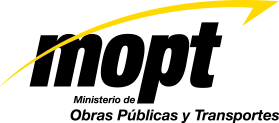 mopt
Ministerio de
Obras Públicas y Transportes